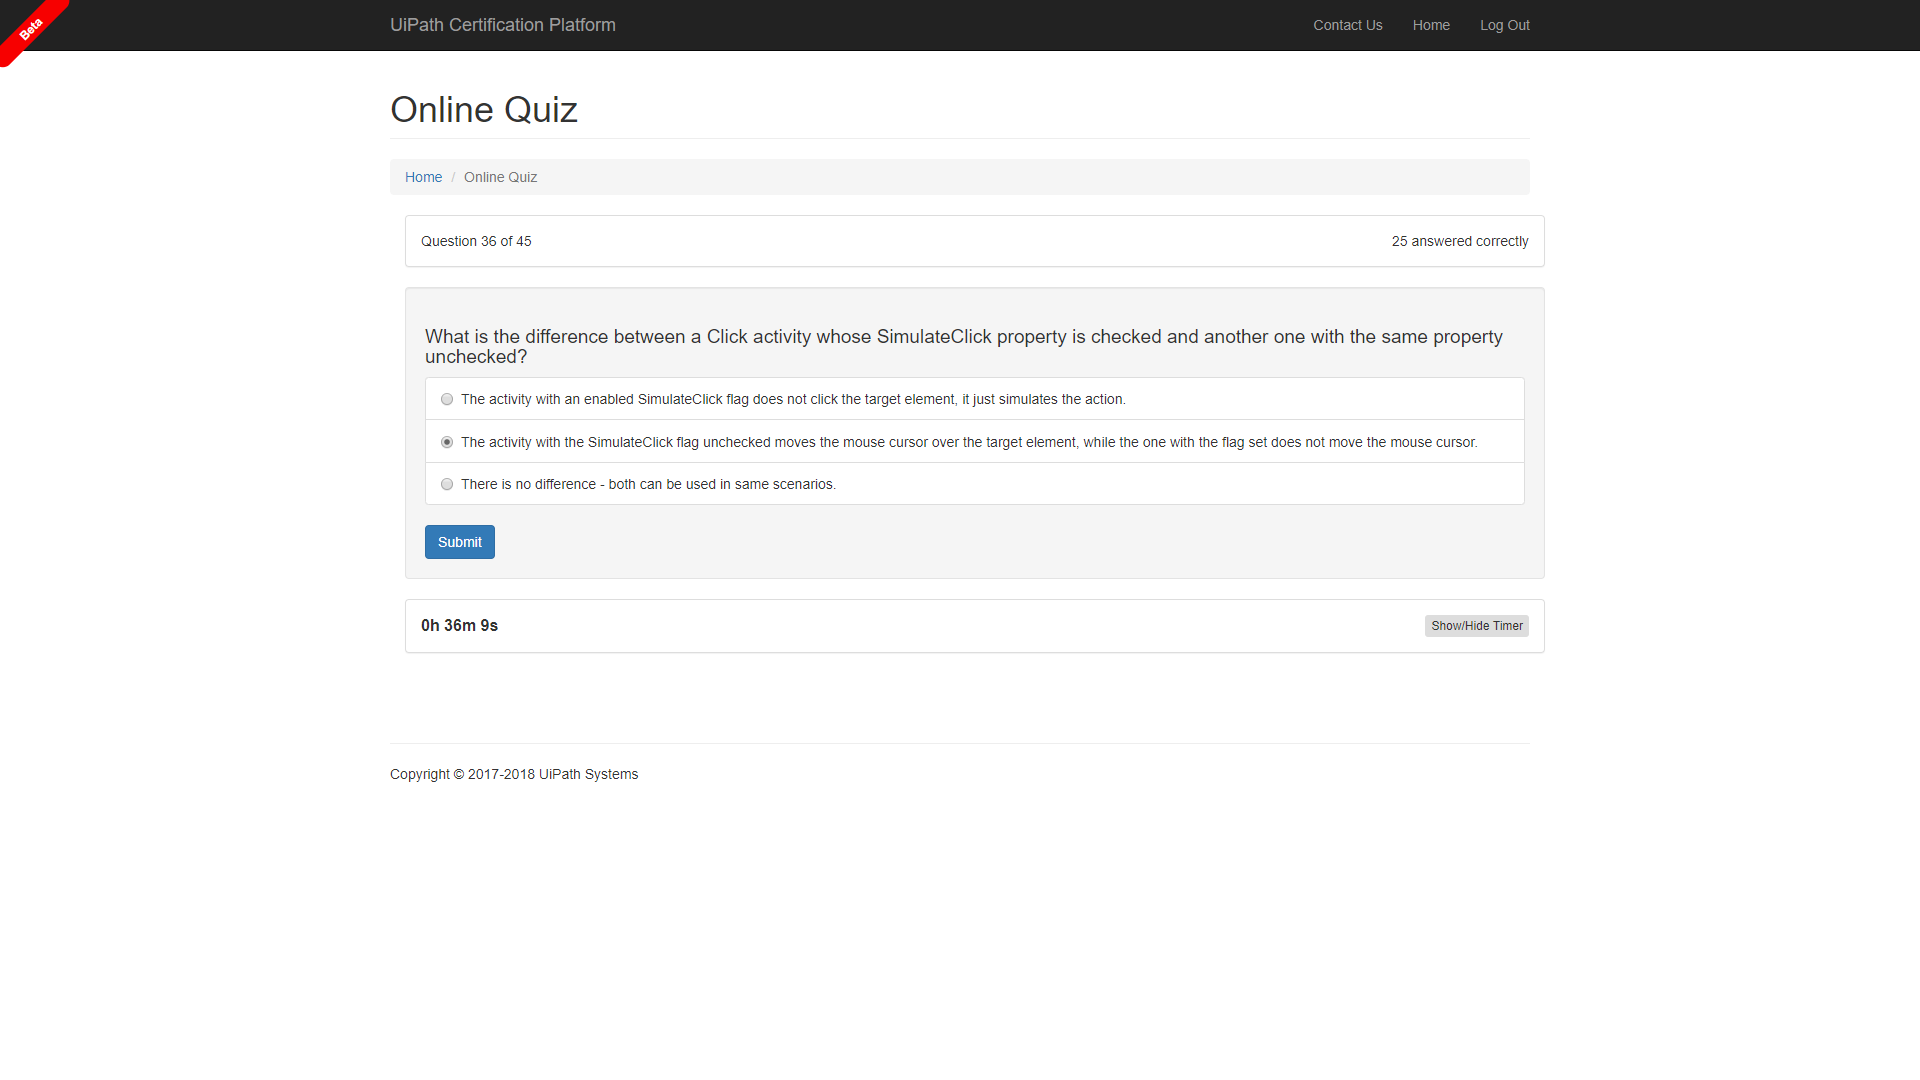 Beta
UiPath Certification Platform
Contact Us
Home
Log Out
Online Quiz
Home / Online Quiz
Question 36 of 45
25 answered correctly
What is the difference between a Click activity whose SimulateClick property is checked and another one with the same property
unchecked?
The activity with an enabled SimulateClick flag does not click the target element, it just simulates the action.
The activity with the SimulateClick flag unchecked moves the mouse cursor over the target element, while the one with the flag set does not move the mouse cursor.
There is no difference - both can be used in same scenarios.
Submit
0h 36m 9s
Show/Hide Timer
Copyright © 2017-2018 UiPath Systems